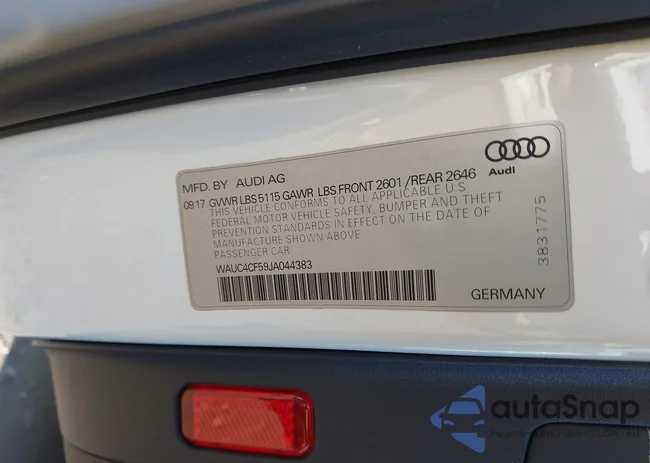 MFD. BY AUDI AG
Audi
09 17 GVWR LBS 5115 GAWR LBS FRONT 2601 /REAR 2646
THIS VEHICLE CONFORMS TO ALL APPLICABLE U S
FEDERAL MOTOR VEHICLE SAFETY, BUMPER AND THEFT
PREVENTION STANDARDS IN EFFECT ON THE DATE OF
MANUFACTURE SHOWN ABOVE
PASSENGER CAR
3831775
WAUC4CF59JA044383
GERMANY
autoSnap